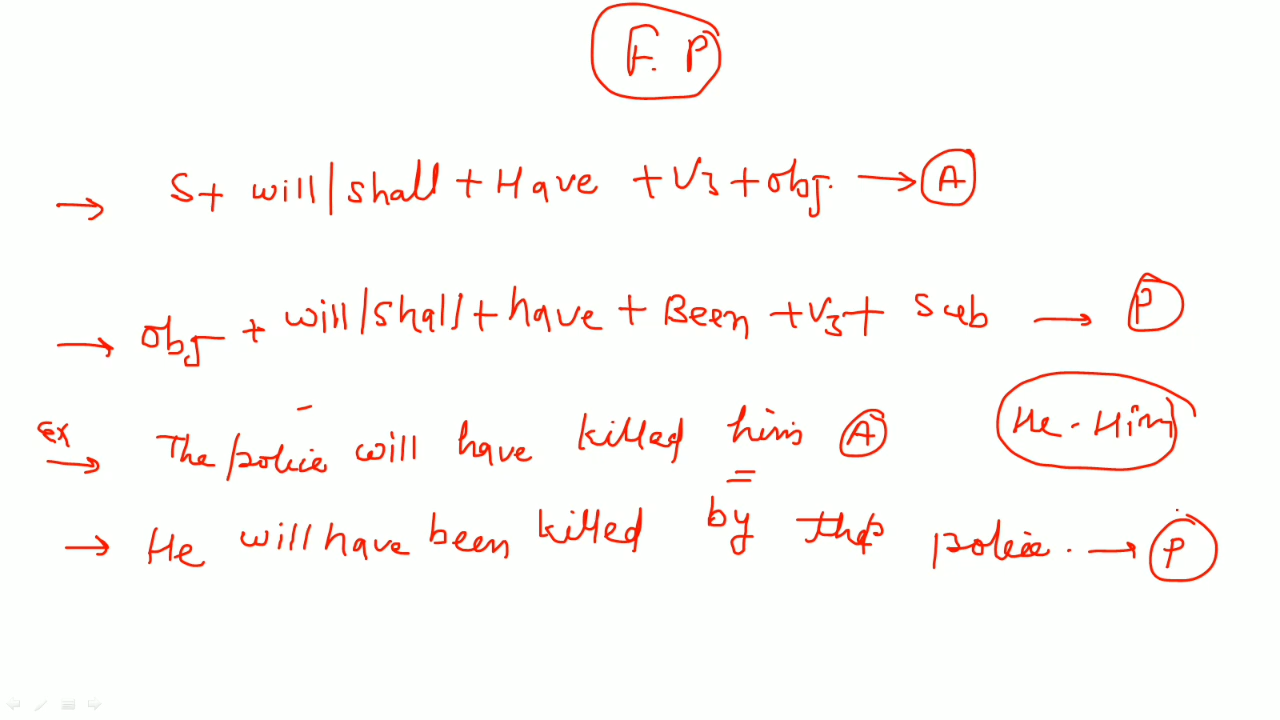 F. P
→ S+ will/shall + Have + V3 + obj. → A
→ obj + will/shall + have + Been + V3 + Sub → P
Ex → The police will have killed him A
He - Him
→ He will have been killed by the police. → P